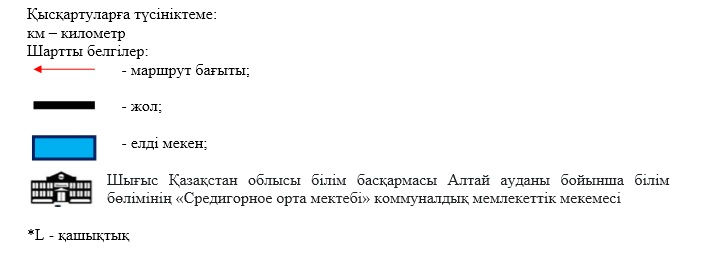 Қысқартуларға түсініктеме:
км – километр
Шартты белгілер:
- маршрут бағыты;
- жол;
- елді мекен;
Шығыс Қазақстан облысы білім басқармасы Алтай ауданы бойынша білім
бөлімінің «Средигорное орта мектебі» коммуналдық мемлекеттік мекемесі
*L - қашықтық